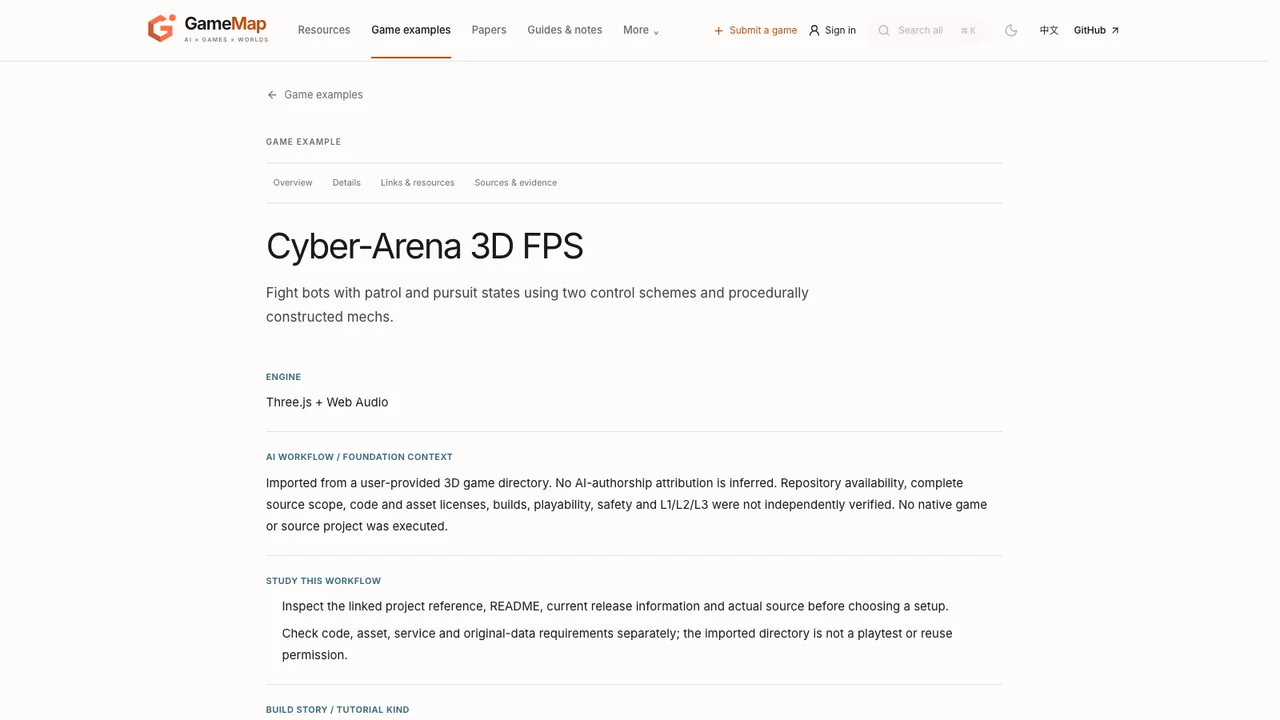 GameMap
AI × GAMES × WORLDS
Resources
Game examples
Papers
Guides & notes
More
Submit a game
Sign in
Search all
⌘ K
中文
GitHub ↗
← Game examples
GAME EXAMPLE
Overview
Details
Links & resources
Sources & evidence
Cyber-Arena 3D FPS
Fight bots with patrol and pursuit states using two control schemes and procedurally
constructed mechs.
ENGINE
Three.js + Web Audio
AI WORKFLOW / FOUNDATION CONTEXT
Imported from a user-provided 3D game directory. No AI-authorship attribution is inferred. Repository availability, complete
source scope, code and asset licenses, builds, playability, safety and L1/L2/L3 were not independently verified. No native game
or source project was executed.
STUDY THIS WORKFLOW
Inspect the linked project reference, README, current release information and actual source before choosing a setup.
Check code, asset, service and original-data requirements separately; the imported directory is not a playtest or reuse
permission.
BUILD STORY / TUTORIAL KIND